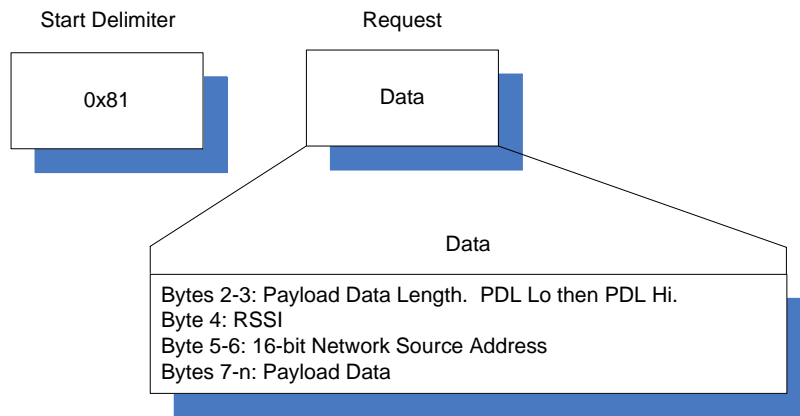 Start Delimiter
Request
0x81
Data
Data
Bytes 2-3: Payload Data Length.  PDL Lo then PDL Hi.
Byte 4: RSSI
Byte 5-6: 16-bit Network Source Address
Bytes 7-n: Payload Data